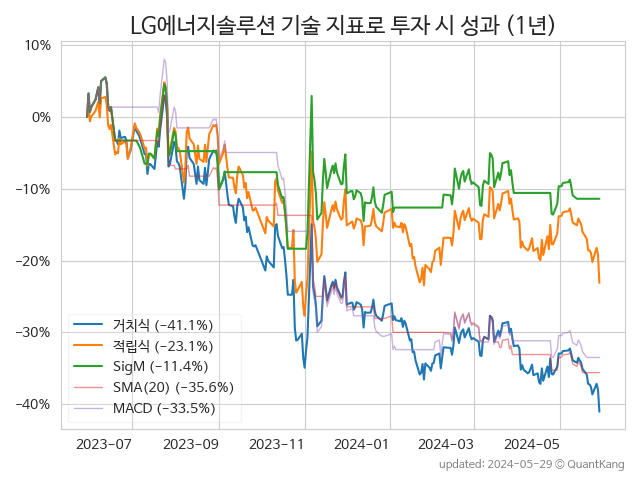 LG에너지솔루션 기술 지표로 투자 시 성과 (1년)
10%
0%
−10%
−20%
−30%
−40%
거치식 (−41.1%)
적립식 (−23.1%)
SigM (−11.4%)
SMA(20) (−35.6%)
MACD (−33.5%)
2023−07 2023−09 2023−11 2024−01 2024−03 2024−05
updated: 2024−05−29 © QuantKang